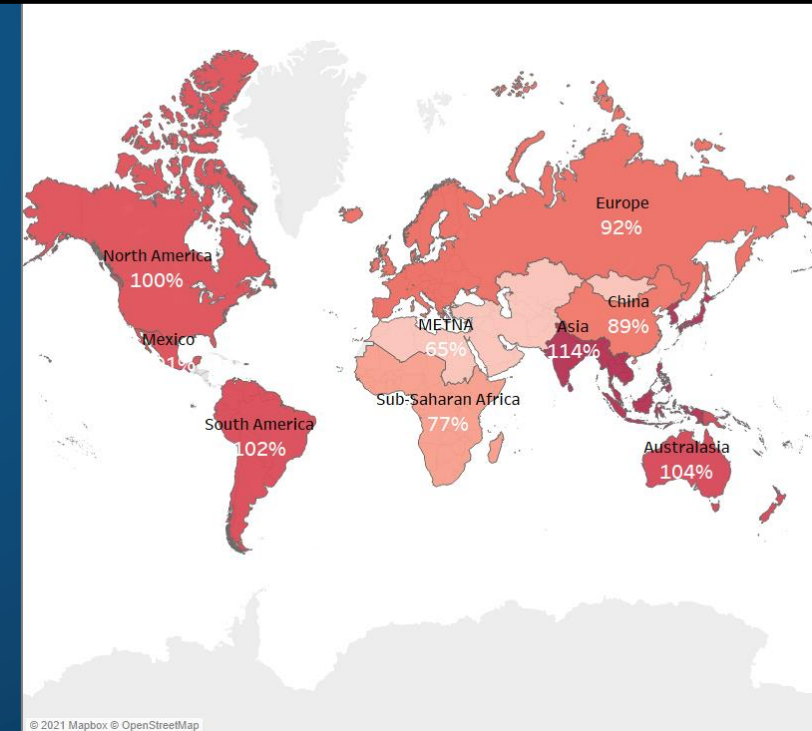 Europe
92%
North America
100%
China
89%
METNA
65%
Asia
114%
Mexico
Sub-Saharan Africa
77%
South America
102%
Australasia
104%
© 2021 Mapbox © OpenStreetMap